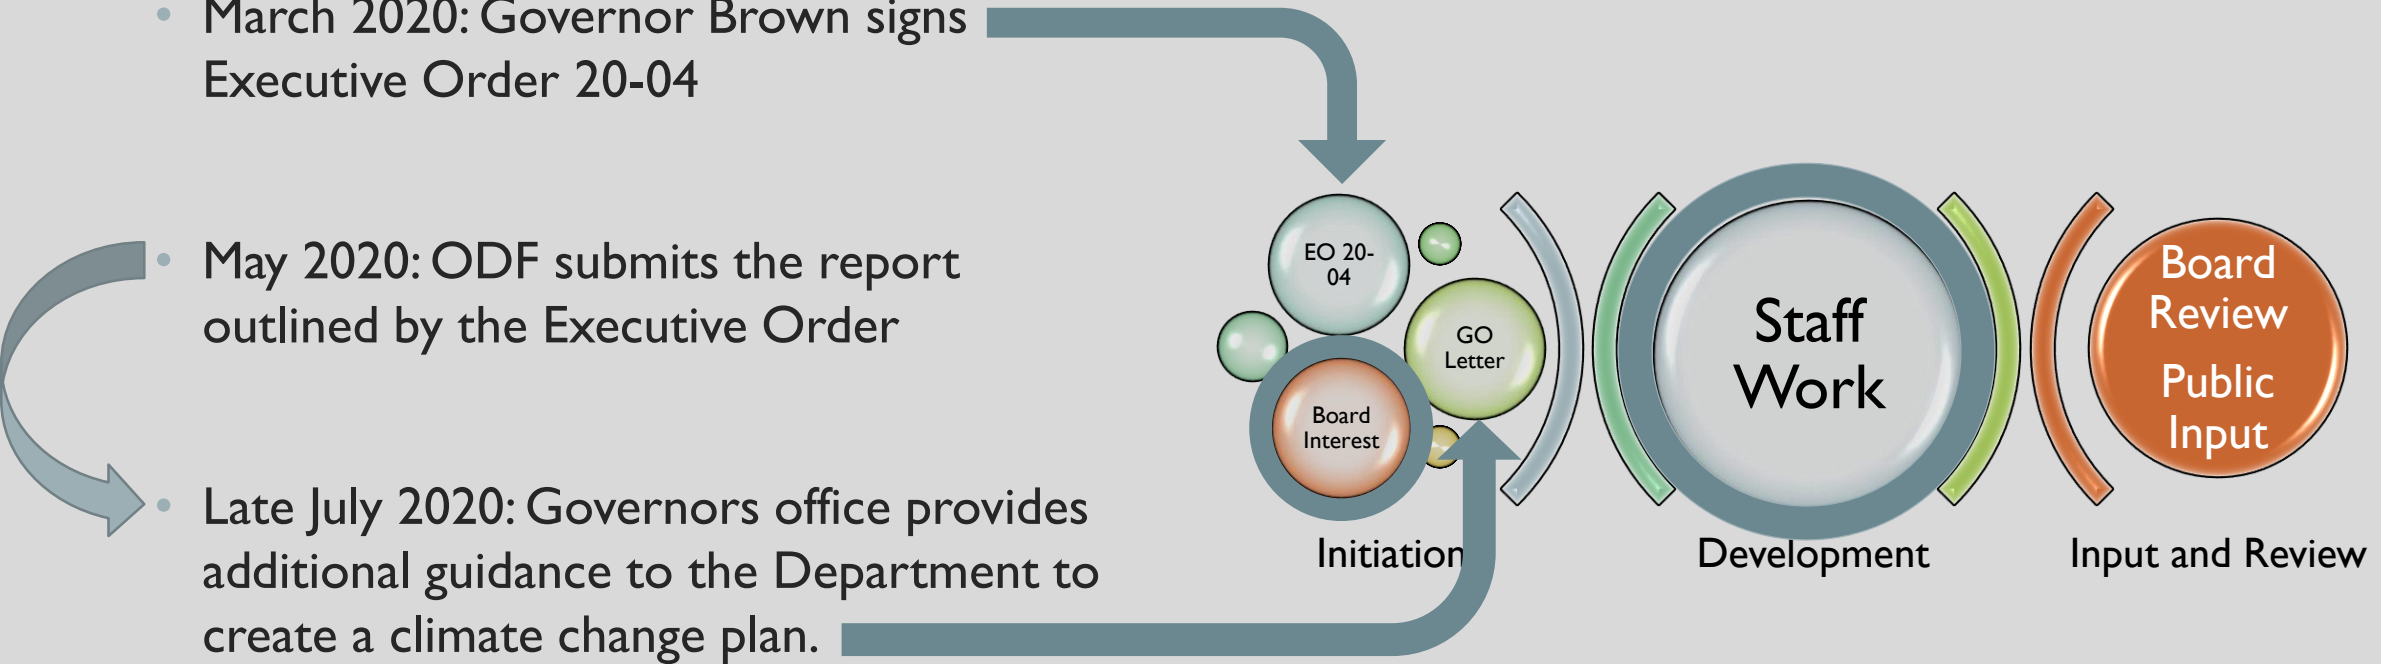 • March 2020: Governor Brown signs
Executive Order 20-04
• May 2020: ODF submits the report
outlined by the Executive Order
• Late July 2020: Governors office provides
additional guidance to the Department to
create a climate change plan.
EO 20-
04
GO
Letter
Board
Interest
Initiation
Staff
Work
Development
Board
Review
Public
Input
Input and Review